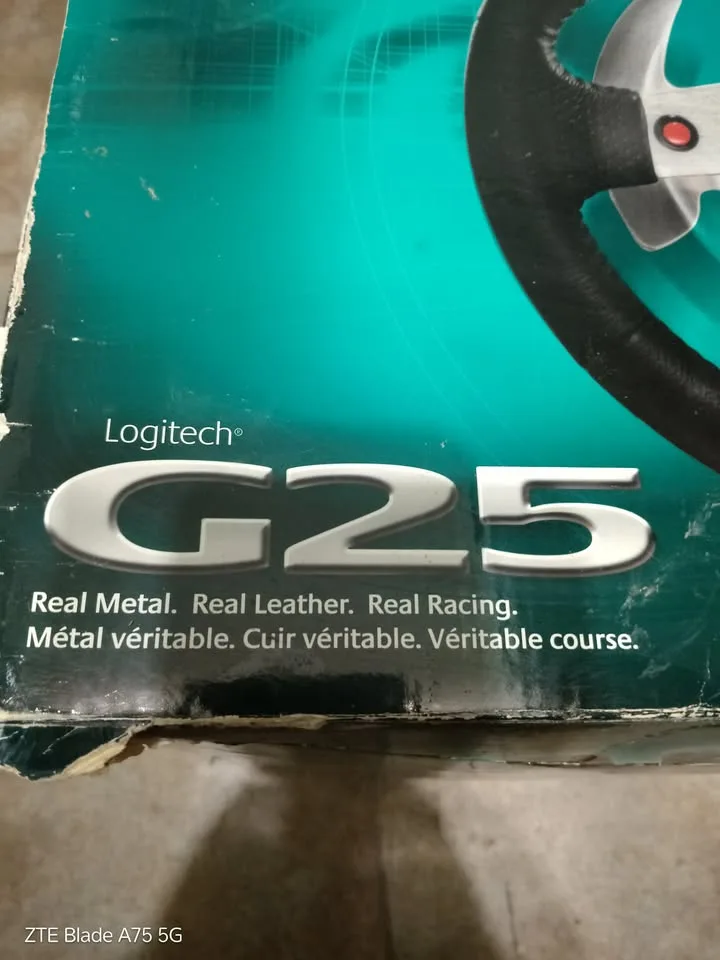 Logitech®
G25
Real Metal. Real Leather. Real Racing.
Métal véritable. Cuir véritable. Véritable course.
ZTE Blade A75 5G